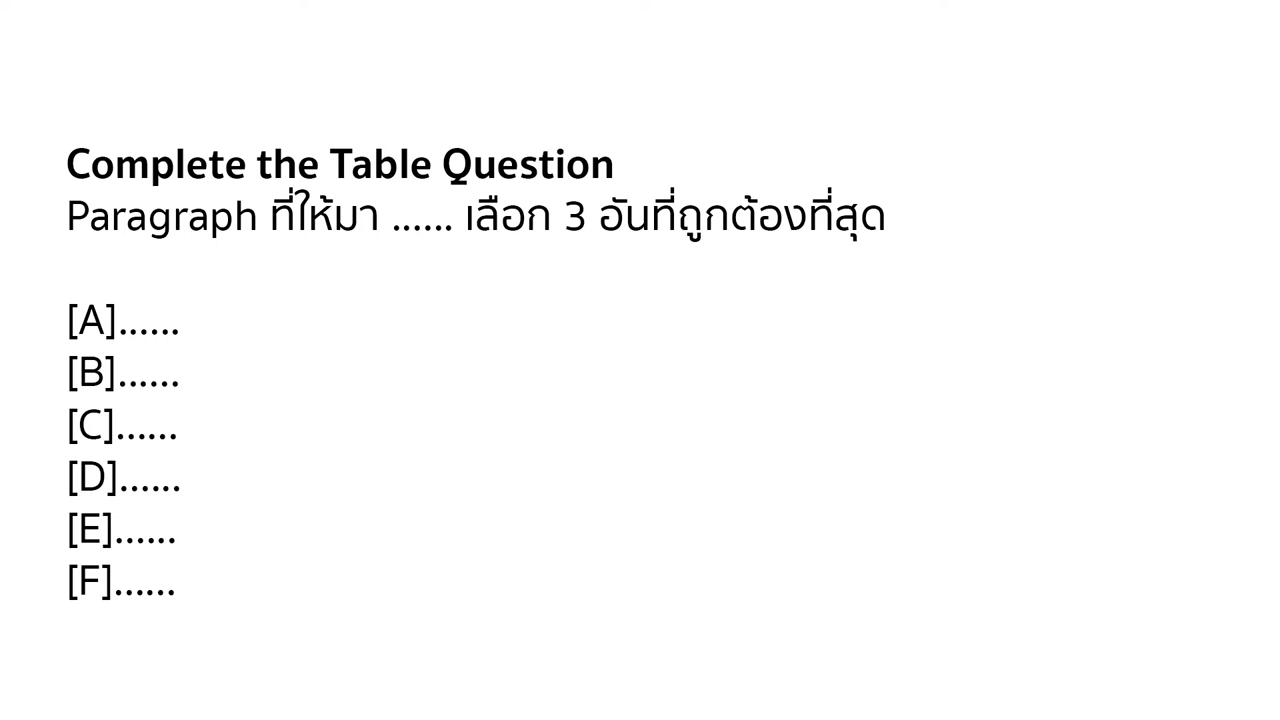 Complete the Table Question
Paragraph ที่ให้มา ...... เลือก 3 อันที่ถูกต้องที่สุด
[A]......
[B]......
[C]......
[D]......
[E]......
[F]......